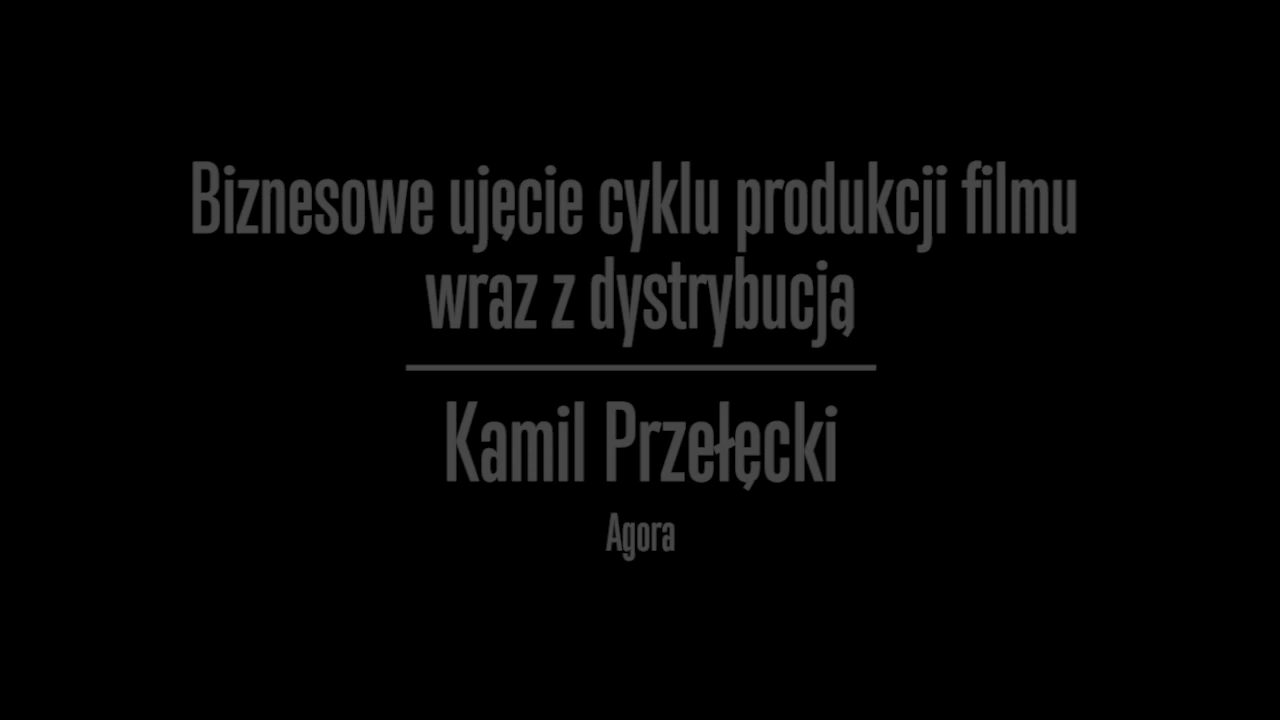 Biznesowe ujęcie cyklu produkcji filmu
wraz z dystrybucją
Kamil Przełęcki
Agora